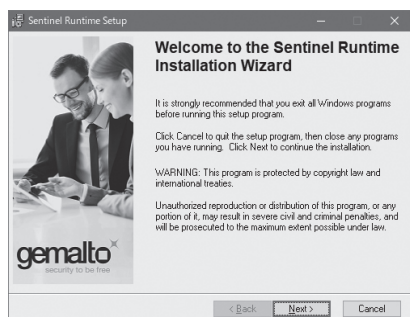 Sentinel Runtime Setup
Welcome to the Sentinel Runtime
Installation Wizard
It is strongly recommended that you exit all Windows programs
before running this setup program.
Click Cancel to quit the setup program, then close any programs
you have running. Click Next to continue the installation.
WARNING: This program is protected by copyright law and
international treaties.
Unauthorized reproduction or distribution of this program, or any
portion of it, may result in severe civil and criminal penalties, and
will be prosecuted to the maximum extent possible under law.
gemalto
security to be free
< Back
Next >
Cancel